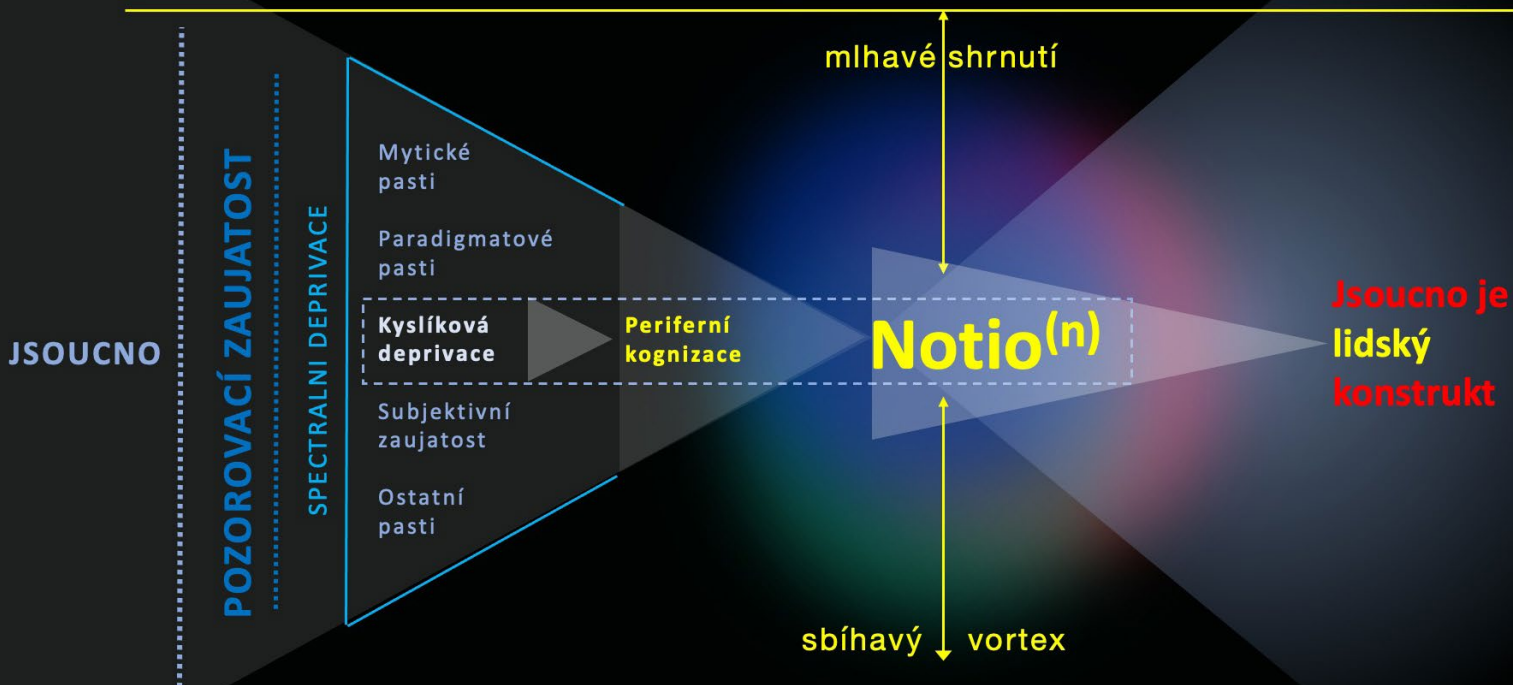 mlhavé shrnutí
JSOUCNO
POZOROVACÍ ZAUJATOST
SPECTRALNI DEPRIVACE
Mytické
pasti
Paradigmatové
pasti
Kyslíková
deprivace
Subjektivní
zaujatost
Ostatní
pasti
Periferní
kognizace
Notio(n)
Jsoucno je
lidský
konstrukt
sbíhavý vortex